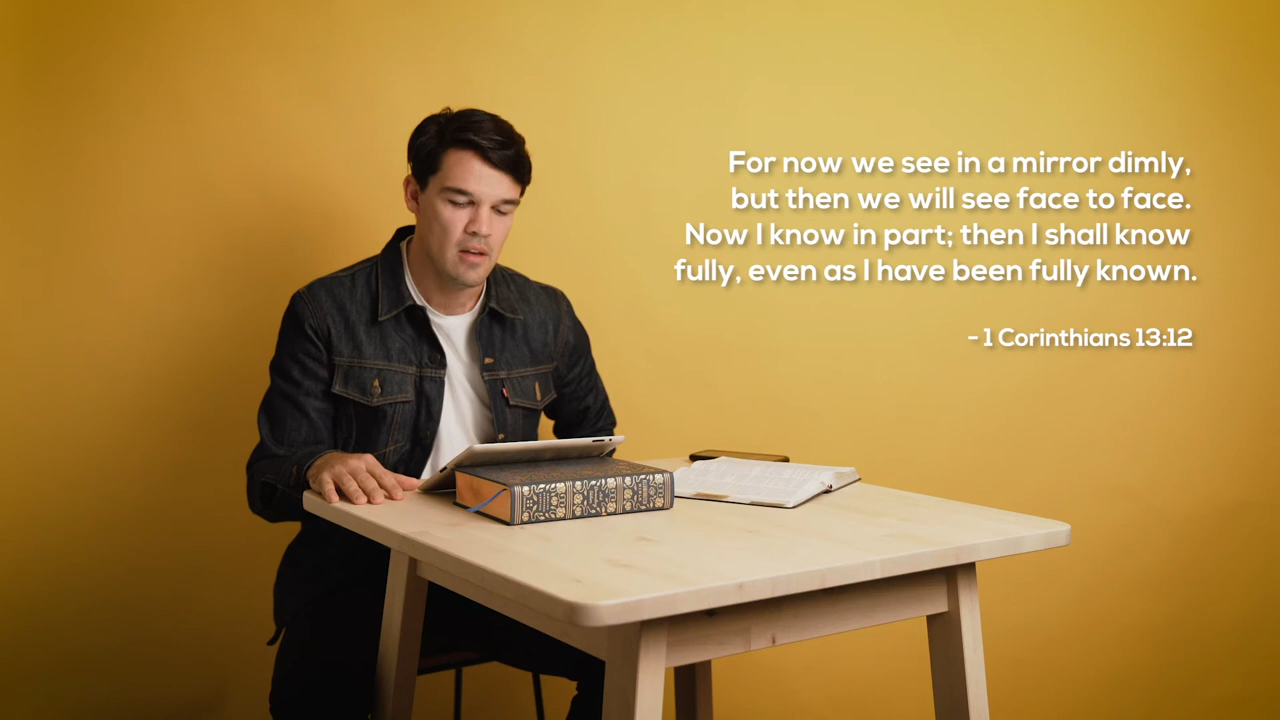 For now we see in a mirror dimly,
but then we will see face to face.
Now I know in part; then I shall know
fully, even as I have been fully known.
- 1 Corinthians 13:12